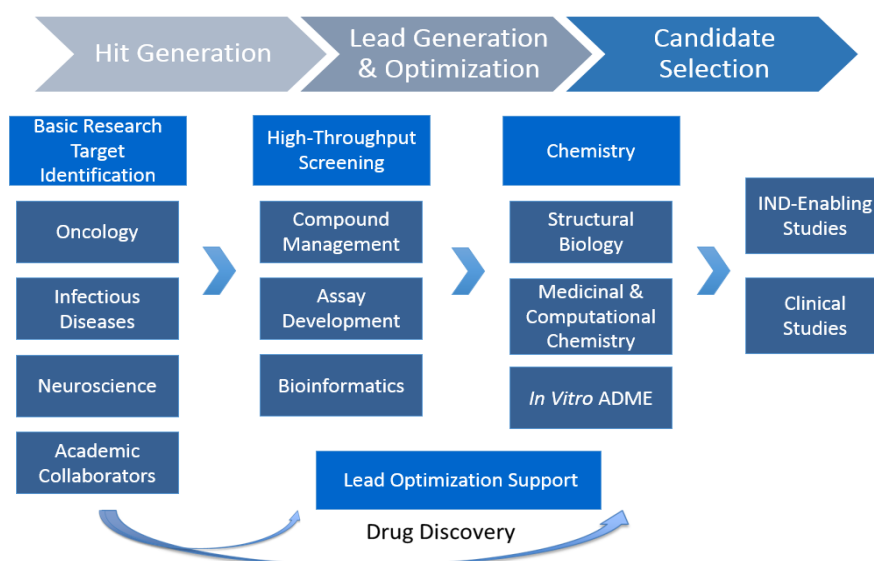 Hit Generation
Lead Generation
& Optimization
Candidate
Selection
Basic Research
Target
Identification
Oncology
Infectious
Diseases
Neuroscience
Academic
Collaborators
High-Throughput
Screening
Compound
Management
Assay
Development
Bioinformatics
Chemistry
Structural
Biology
Medicinal &
Computational
Chemistry
In Vitro ADME
IND-Enabling
Studies
Clinical
Studies
Lead Optimization Support
Drug Discovery